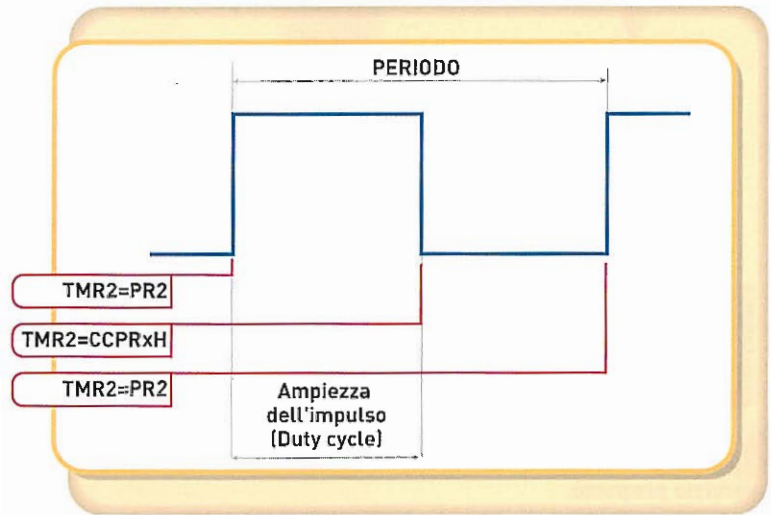 PERIODO
TMR2=PR2
TMR2=CCPRxH
TMR2=PR2
Ampiezza
dell'impulso
(Duty cycle)